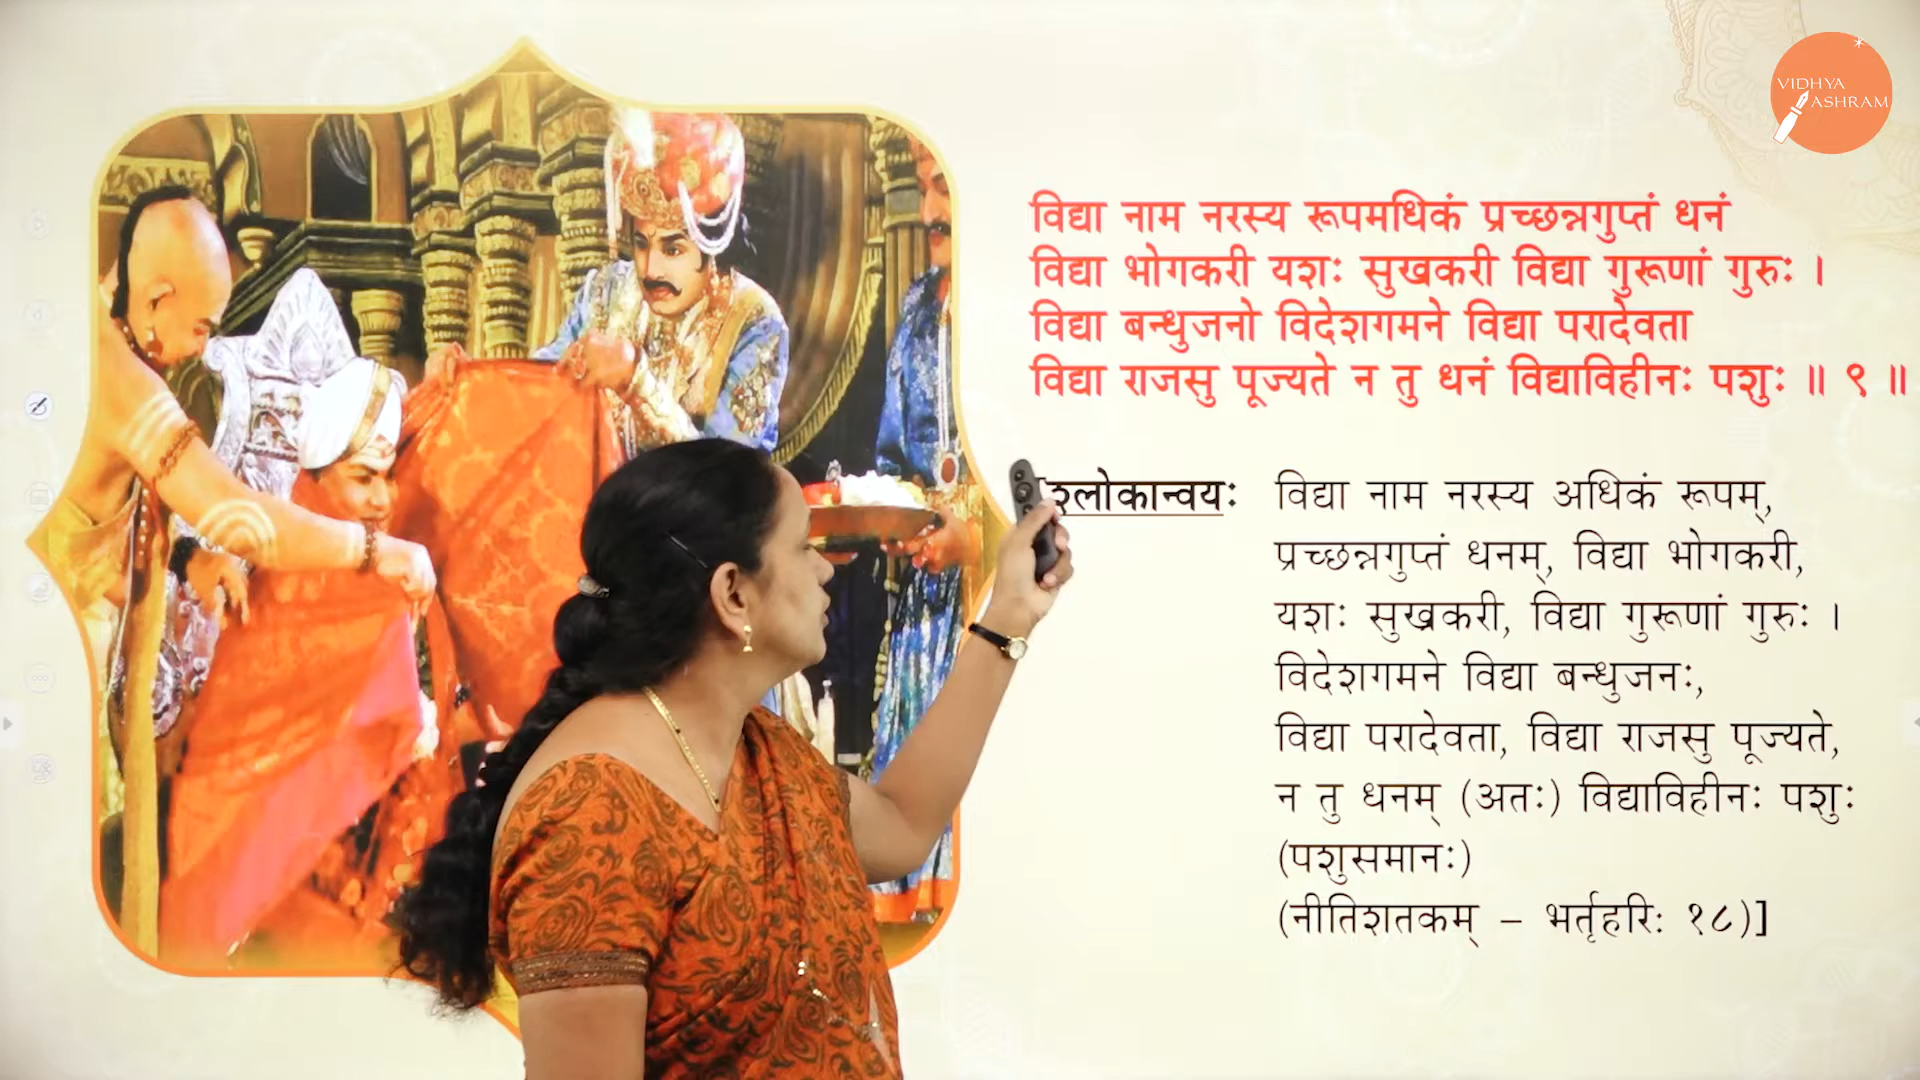 VIDHYA
ASHRAM
विद्या नाम नरस्य रूपमधिकं प्रच्छन्नगुप्तं धनं
विद्या भोगकरी यशः सुखकरी विद्या गुरूणां गुरुः ।
विद्या बन्धुजनो विदेशगमने विद्या परादेवता
विद्या राजसु पूज्यते न तु धनं विद्याविहीनः पशुः ॥ ९ ॥
श्लोकान्वयः विद्या नाम नरस्य अधिकं रूपम्,
प्रच्छन्नगुप्तं धनम्, विद्या भोगकरी,
यशः सुखकरी, विद्या गुरूणां गुरुः ।
विदेशगमने विद्या बन्धुजनः,
विद्या परादेवता, विद्या राजसु पूज्यते,
न तु धनम् (अतः) विद्याविहीनः पशुः
(पशुसमानः)
(नीतिशतकम् – भर्तृहरिः १८)]